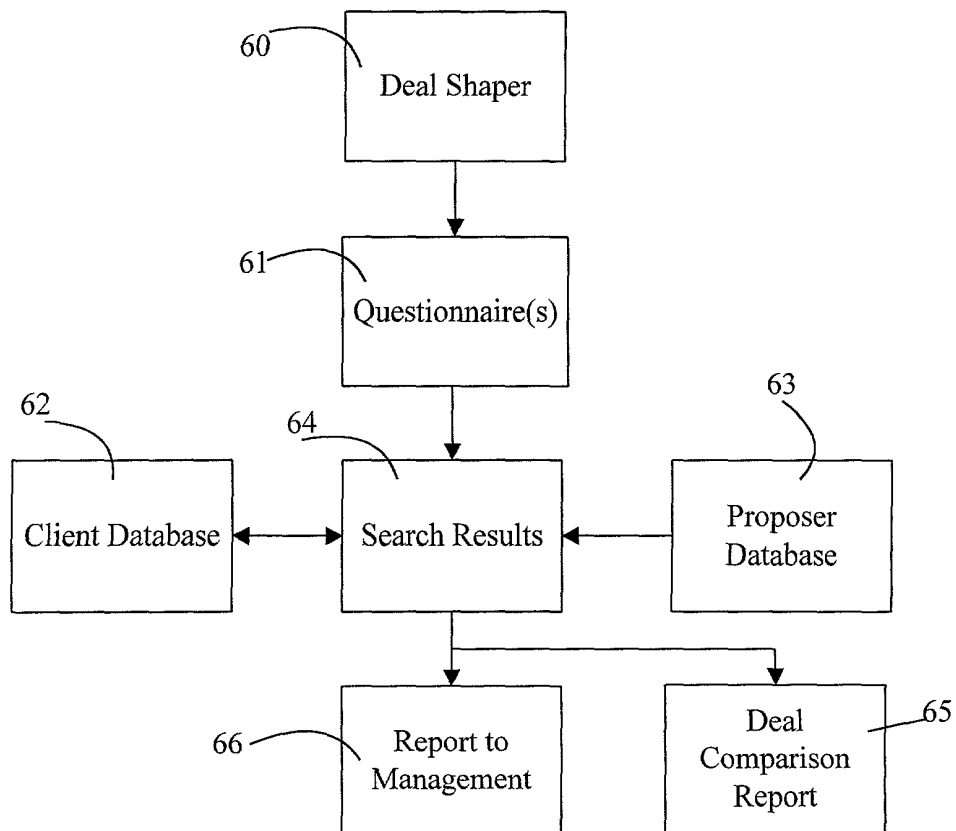 60
Deal Shaper
61
Questionnaire(s)
62
64
63
Client Database
Search Results
Proposer
Database
66
Report to
Management
Deal
Comparison
Report
65